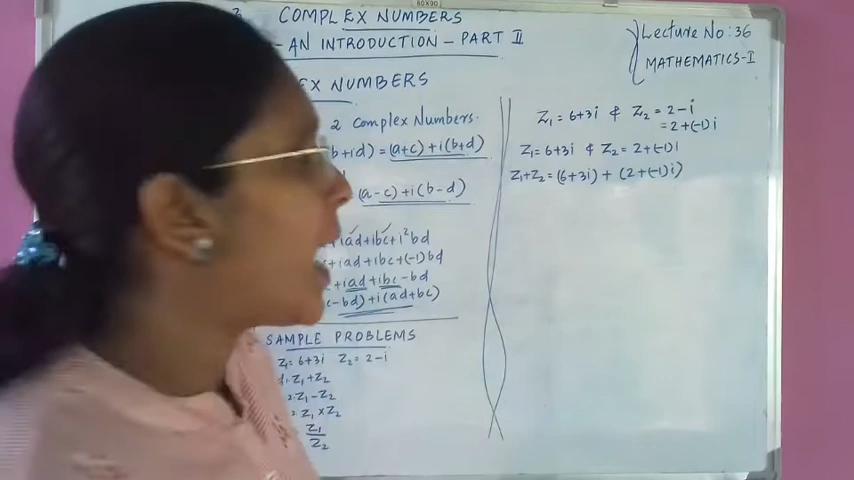 COMPLEX NUMBERS
- AN INTRODUCTION - PART II
Lecture No: 36
MATHEMATICS-I
EX NUMBERS
2 Complex Numbers.
b+id) = (a+c)+i(b+d)
= (a-c)+i(b-d)
iad+ibc+i²bd
+iad+ibc+(-1)bd
+iad+ibc-bd
-bd)+i(ad+bc)
SAMPLE PROBLEMS
Z₁=6+3i Z₂=2-i
1. Z₁+Z₂
2. Z₁-Z₂
3. Z₁×Z₂
Z₁
Z₂
Z₁=6+3i & Z₂=2-i
=2+(-1)i
Z₁=6+3i & Z₂=2+(-1)i
Z₁+Z₂=(6+3i)+(2+(-1)i)